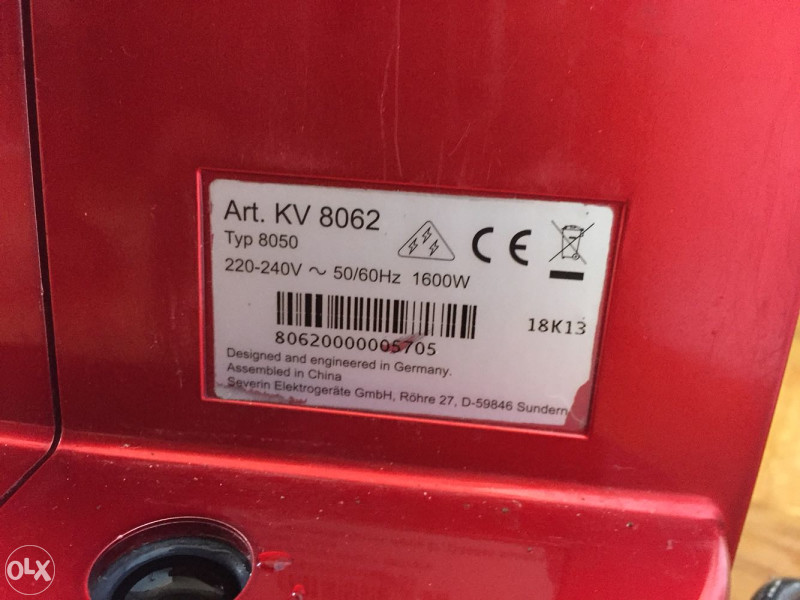 Art. KV 8062
Typ 8050
220-240V ~ 50/60Hz 1600W
CE
18K13
80620000005705
Designed and engineered in Germany.
Assembled in China
Severin Elektrogeräte GmbH, Röhre 27, D-59846 Sundern
OLX